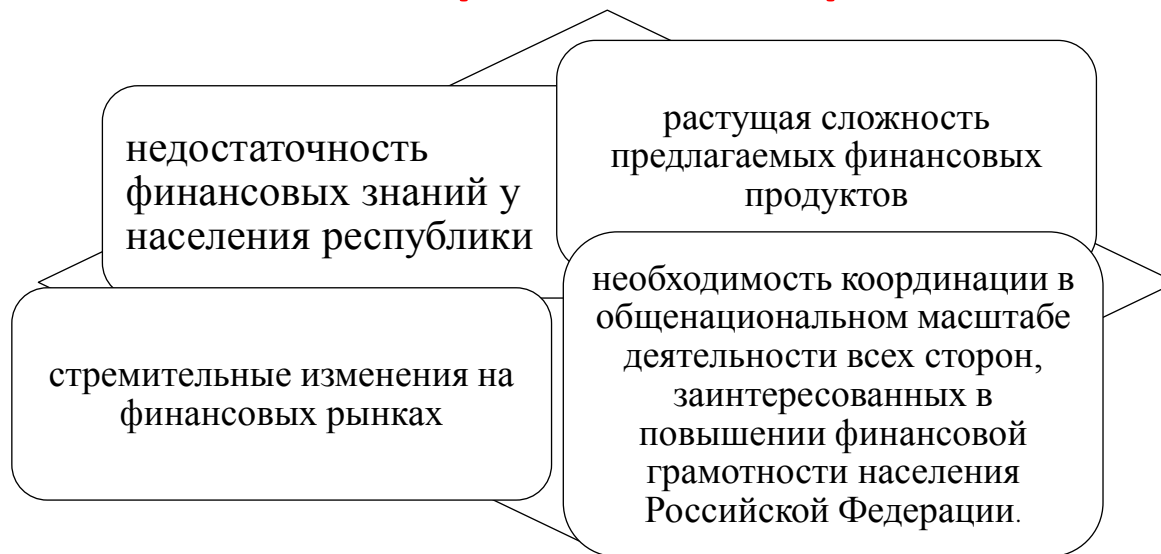 недостаточность
финансовых знаний у
населения республики
растущая сложность
предлагаемых финансовых
продуктов
стремительные изменения на
финансовых рынках
необходимость координации в
общенациональном масштабе
деятельности всех сторон,
заинтересованных в
повышении финансовой
грамотности населения
Российской Федерации.